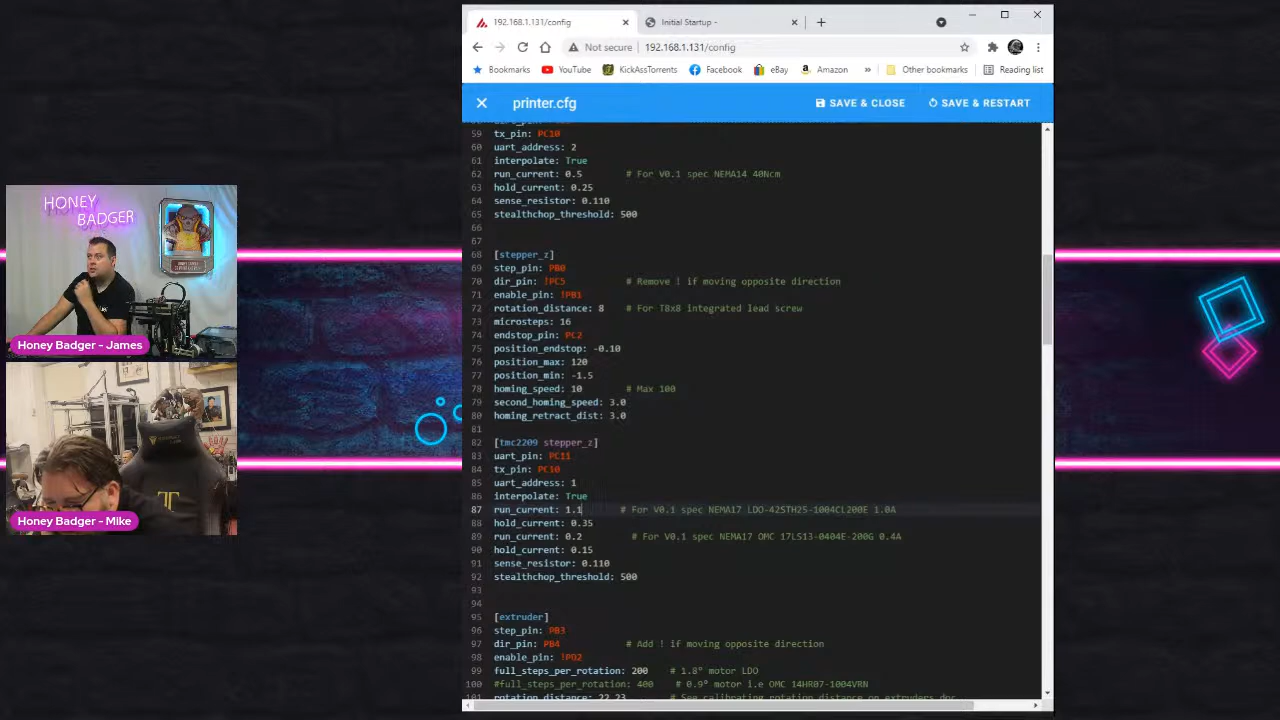 192.168.1.131/config
Initial Startup -
Not secure
192.168.1.131/config
Bookmarks
YouTube
KickAssTorrents
Facebook
eBay
Amazon
»
Other bookmarks
Reading list
printer.cfg
SAVE & CLOSE
SAVE & RESTART
59 tx_pin: PC10
60 uart_address: 2
61 interpolate: True
62 run_current: 0.5 # For V0.1 spec NEMA14 40Ncm
63 hold_current: 0.25
64 sense_resistor: 0.110
65 stealthchop_threshold: 500
66
67
68 [stepper_z]
69 step_pin: PB0
70 dir_pin: !PC5 # Remove ! if moving opposite direction
71 enable_pin: !PB1
72 rotation_distance: 8 # For T8x8 integrated lead screw
73 microsteps: 16
74 endstop_pin: PC2
75 position_endstop: -0.10
76 position_max: 120
77 position_min: -1.5
78 homing_speed: 10 # Max 100
79 second_homing_speed: 3.0
80 homing_retract_dist: 3.0
81
82 [tmc2209 stepper_z]
83 uart_pin: PC11
84 tx_pin: PC10
85 uart_address: 1
86 interpolate: True
87 run_current: 1.1 # For V0.1 spec NEMA17 LDO-42STH25-1004CL200E 1.0A
88 hold_current: 0.35
89 run_current: 0.2 # For V0.1 spec NEMA17 OMC 17LS13-0404E-200G 0.4A
90 hold_current: 0.15
91 sense_resistor: 0.110
92 stealthchop_threshold: 500
93
94
95 [extruder]
96 step_pin: PB3
97 dir_pin: PB4 # Add ! if moving opposite direction
98 enable_pin: !PD2
99 full_steps_per_rotation: 200 # 1.8° motor LDO
100 #full_steps_per_rotation: 400 # 0.9° motor i.e OMC 14HR07-1004VRN
101 rotation_distance: 22.23 # See calibrating rotation distance on extruders doc
HONEY
BADGER
Honey Badger - James
Honey Badger - Mike